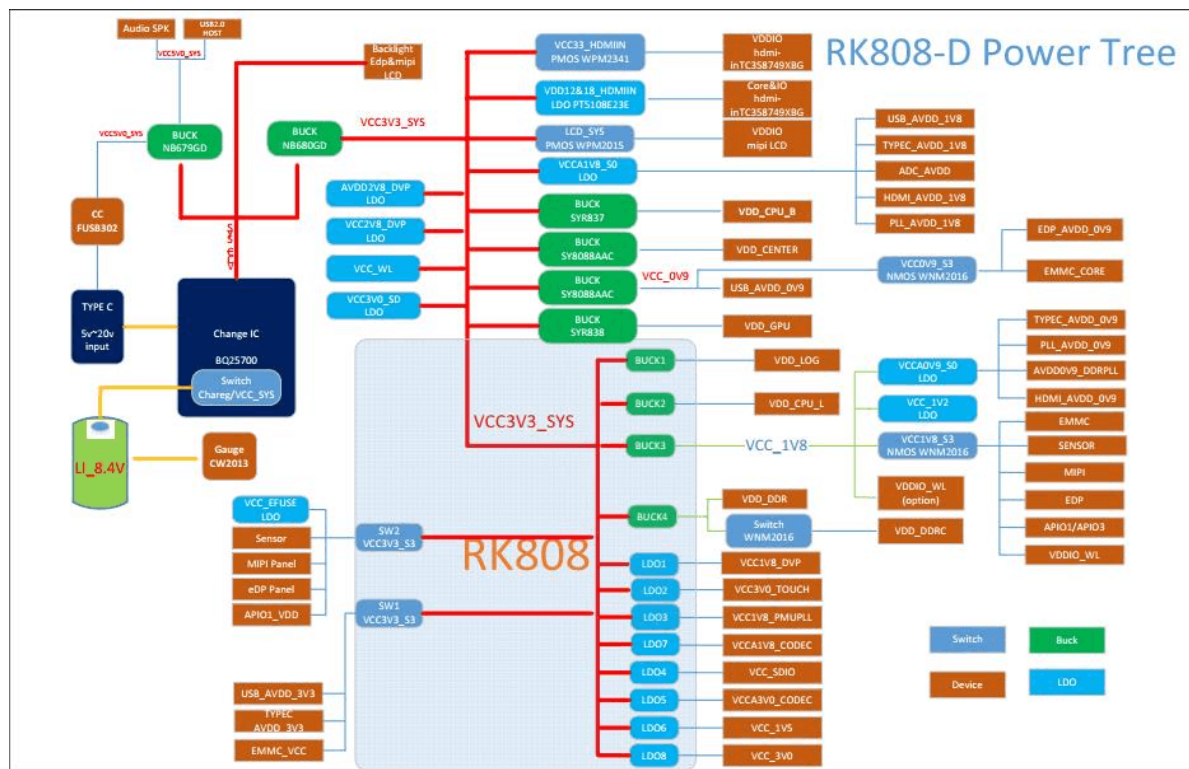 RK808-D Power Tree
Audio SPK
USB2.0
HOST
VCC5V0_SYS
Backlight
Edp&mipi
LCD
VCC5V0_SYS
BUCK
NB679GD
BUCK
NB680GD
VCC3V3_SYS
CC
FUSB302
TYPE C
5v~20v
input
Change IC
BQ25700
Switch
Chareg/VCC_SYS
LI_8.4V
Gauge
CW2013
AVDD2V8_DVP
LDO
VCC2V8_DVP
LDO
VCC_WL
VCC3V0_SD
LDO
VCC33_HDMIIN
PMOS WPM2341
VDDIO
hdmi-
inTC358749XBG
VDD12&18_HDMIIN
LDO PT5108E23E
Core&IO
hdmi-
inTC358749XBG
LCD_SYS
PMOS WPM2015
VDDIO
mipi LCD
VCCA1V8_S0
LDO
USB_AVDD_1V8
TYPEC_AVDD_1V8
ADC_AVDD
HDMI_AVDD_1V8
PLL_AVDD_1V8
BUCK
SYR837
VDD_CPU_B
BUCK
SY8088AAC
VDD_CENTER
BUCK
SY8088AAC
VCC_0V9
USB_AVDD_0V9
VCC0V9_S3
NMOS WNM2016
EDP_AVDD_0V9
EMMC_CORE
BUCK
SYR838
VDD_GPU
VCC3V3_SYS
RK808
BUCK1
VDD_LOG
BUCK2
VDD_CPU_L
BUCK3
VCC_1V8
VCCA0V9_S0
LDO
TYPEC_AVDD_0V9
PLL_AVDD_0V9
AVDD0V9_DDRPLL
HDMI_AVDD_0V9
VCC_1V2
LDO
VCC1V8_S3
NMOS WNM2016
EMMC
SENSOR
MIPI
EDP
APIO1/APIO3
VDDIO_WL
VDDIO_WL
(option)
BUCK4
VDD_DDR
Switch
WNM2016
VDD_DDRC
LDO1
VCC1V8_DVP
LDO2
VCC3V0_TOUCH
LDO3
VCC1V8_PMUPLL
LDO7
VCCA1V8_CODEC
LDO4
VCC_SDIO
LDO5
VCCA3V0_CODEC
LDO6
VCC_1V5
LDO8
VCC_3V0
VCC_EFUSE
LDO
Sensor
MIPI Panel
eDP Panel
APIO1_VDD
SW2
VCC3V3_S3
SW1
VCC3V3_S3
USB_AVDD_3V3
TYPEC
AVDD_3V3
EMMC_VCC
Switch
Buck
Device
LDO